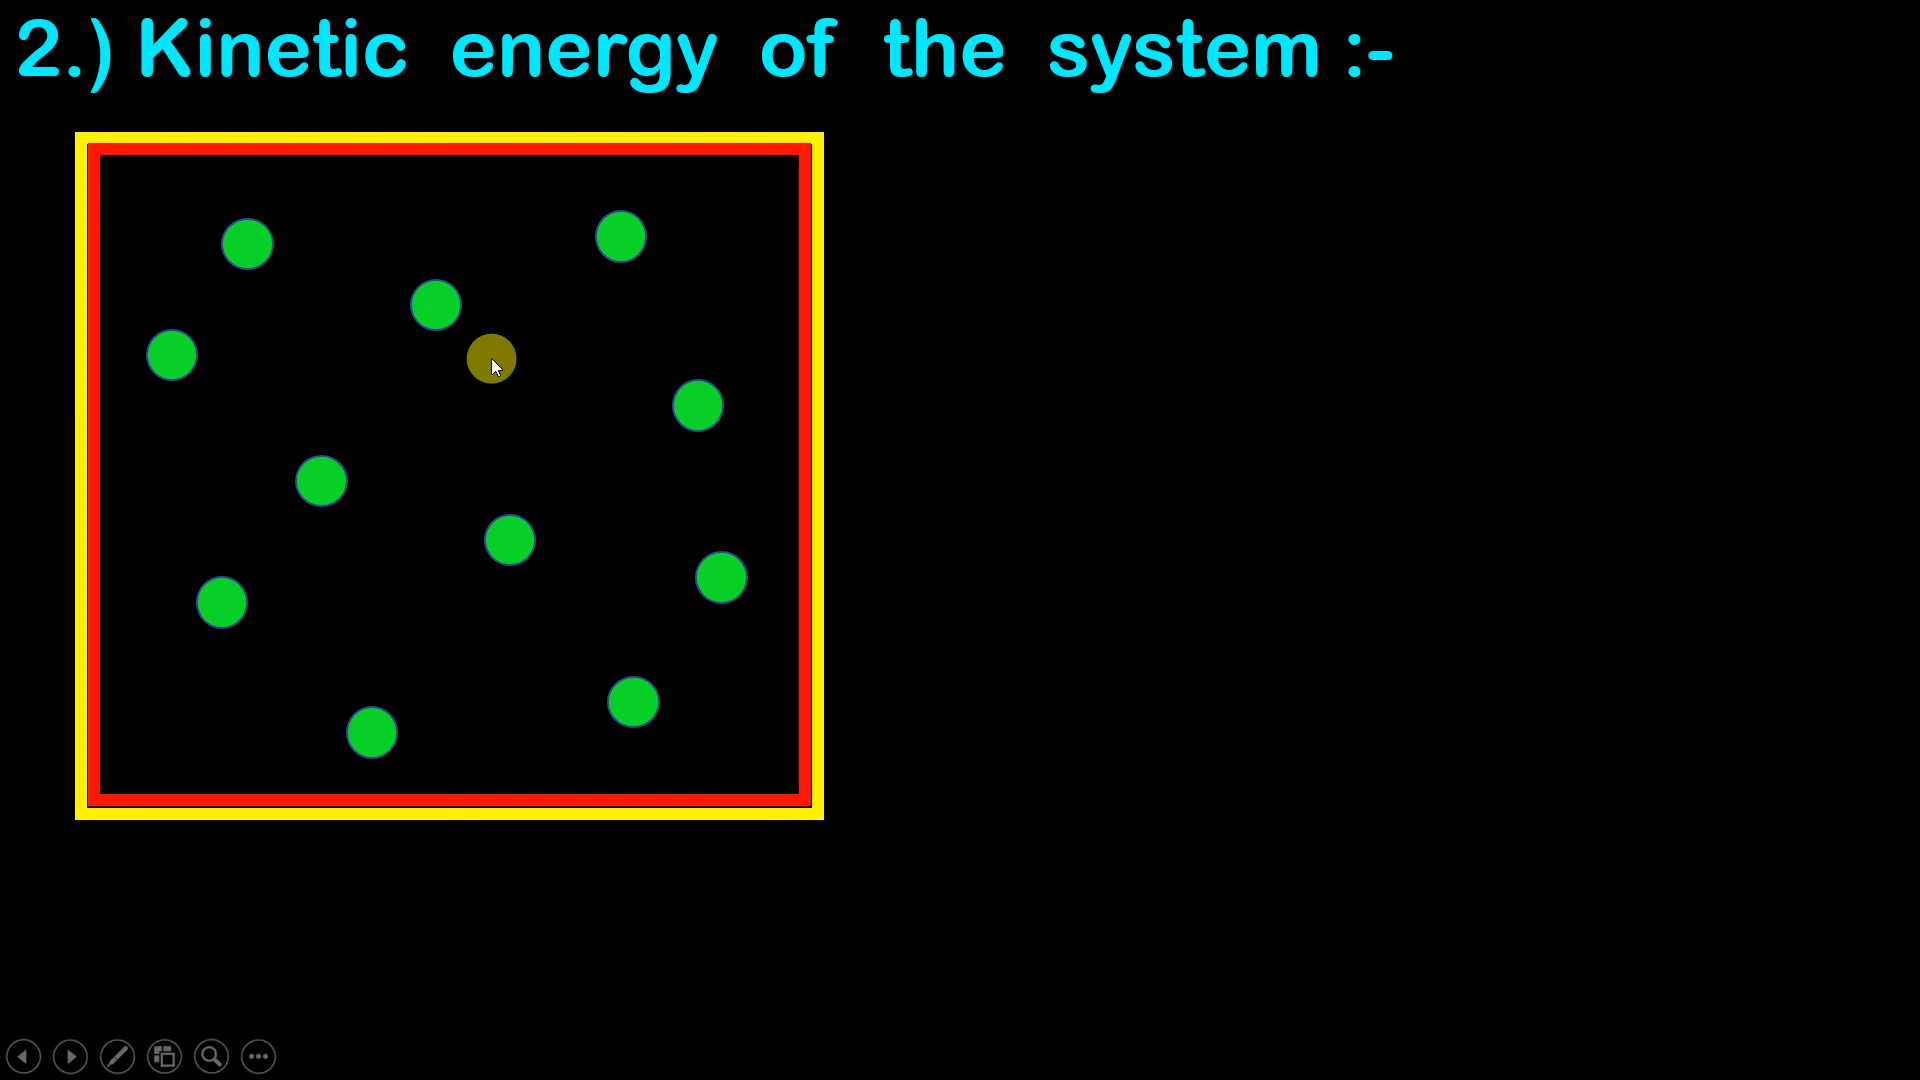 2.) Kinetic energy of the system :-